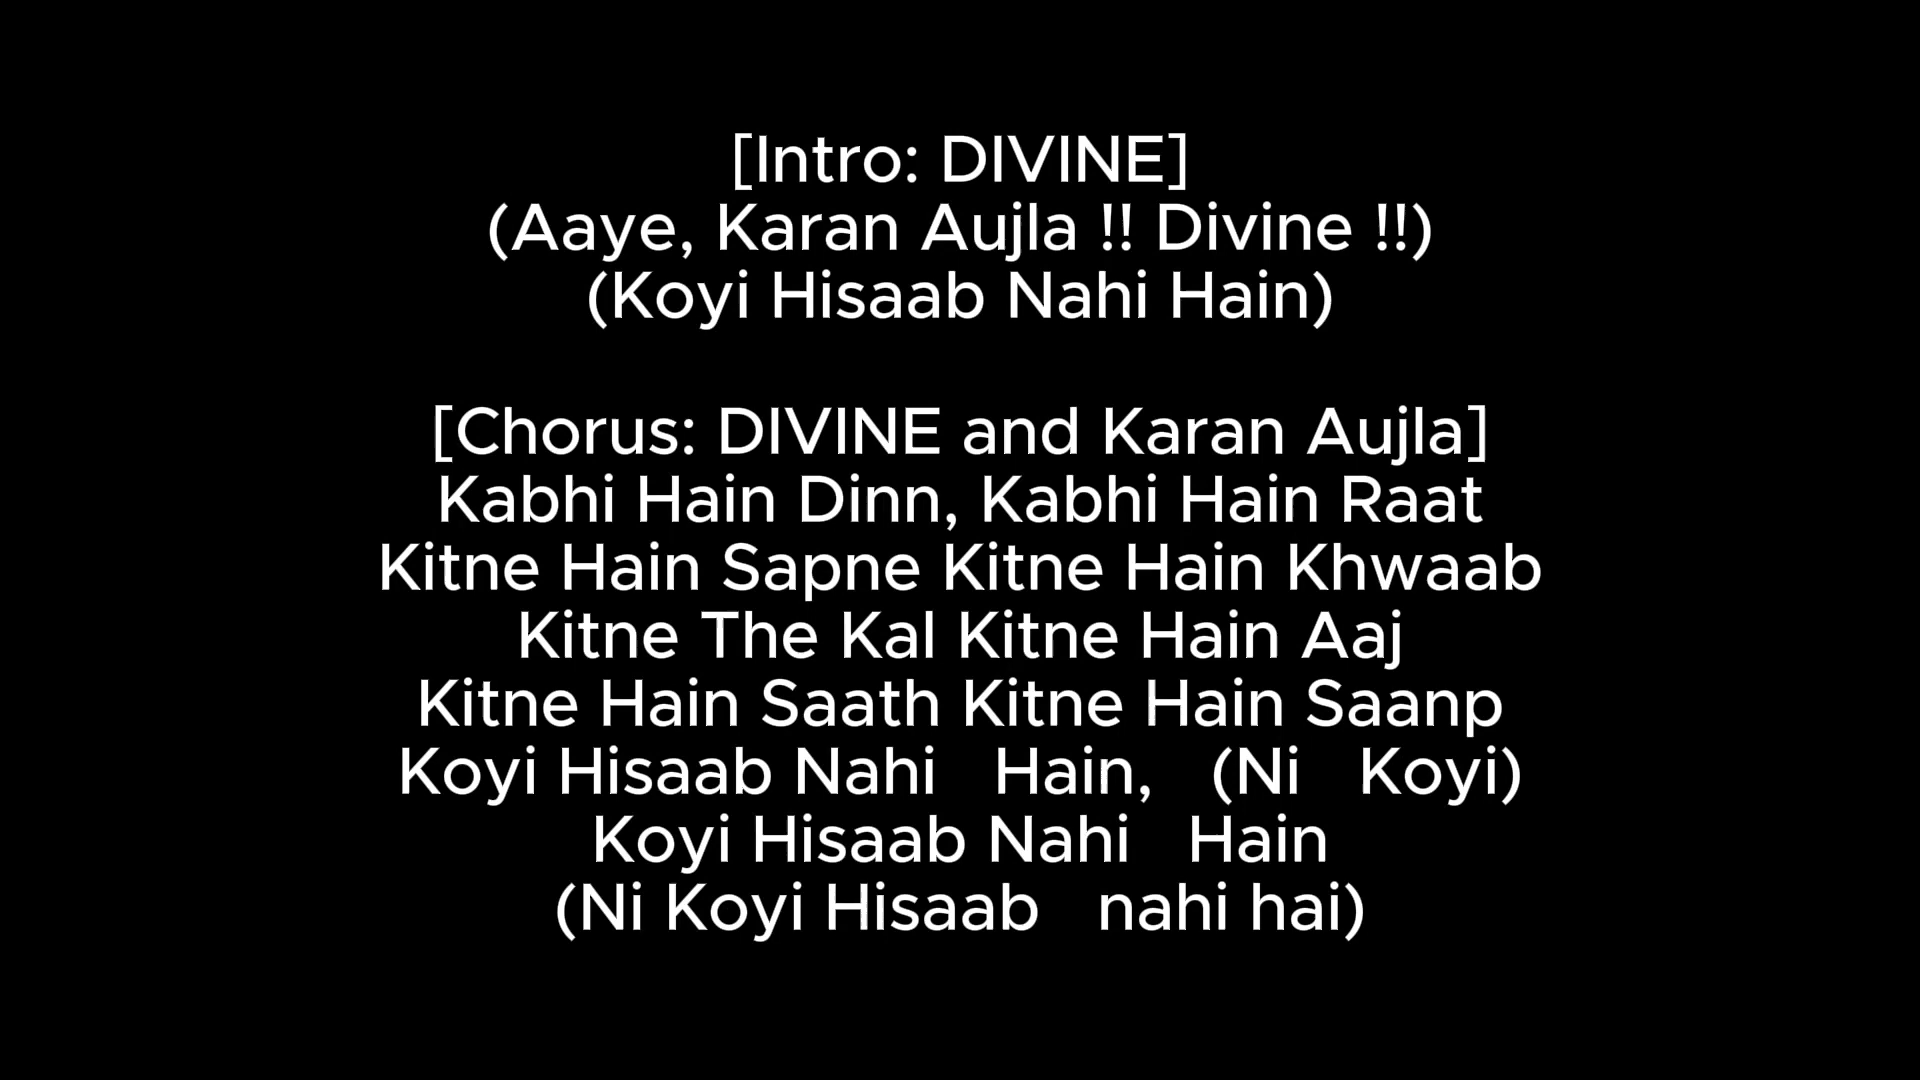 [Intro: DIVINE]
(Aaye, Karan Aujla !! Divine !!)
(Koyi Hisaab Nahi Hain)
[Chorus: DIVINE and Karan Aujla]
Kabhi Hain Dinn, Kabhi Hain Raat
Kitne Hain Sapne Kitne Hain Khwaab
Kitne The Kal Kitne Hain Aaj
Kitne Hain Saath Kitne Hain Saanp
Koyi Hisaab Nahi Hain, (Ni Koyi)
Koyi Hisaab Nahi Hain
(Ni Koyi Hisaab nahi hai)